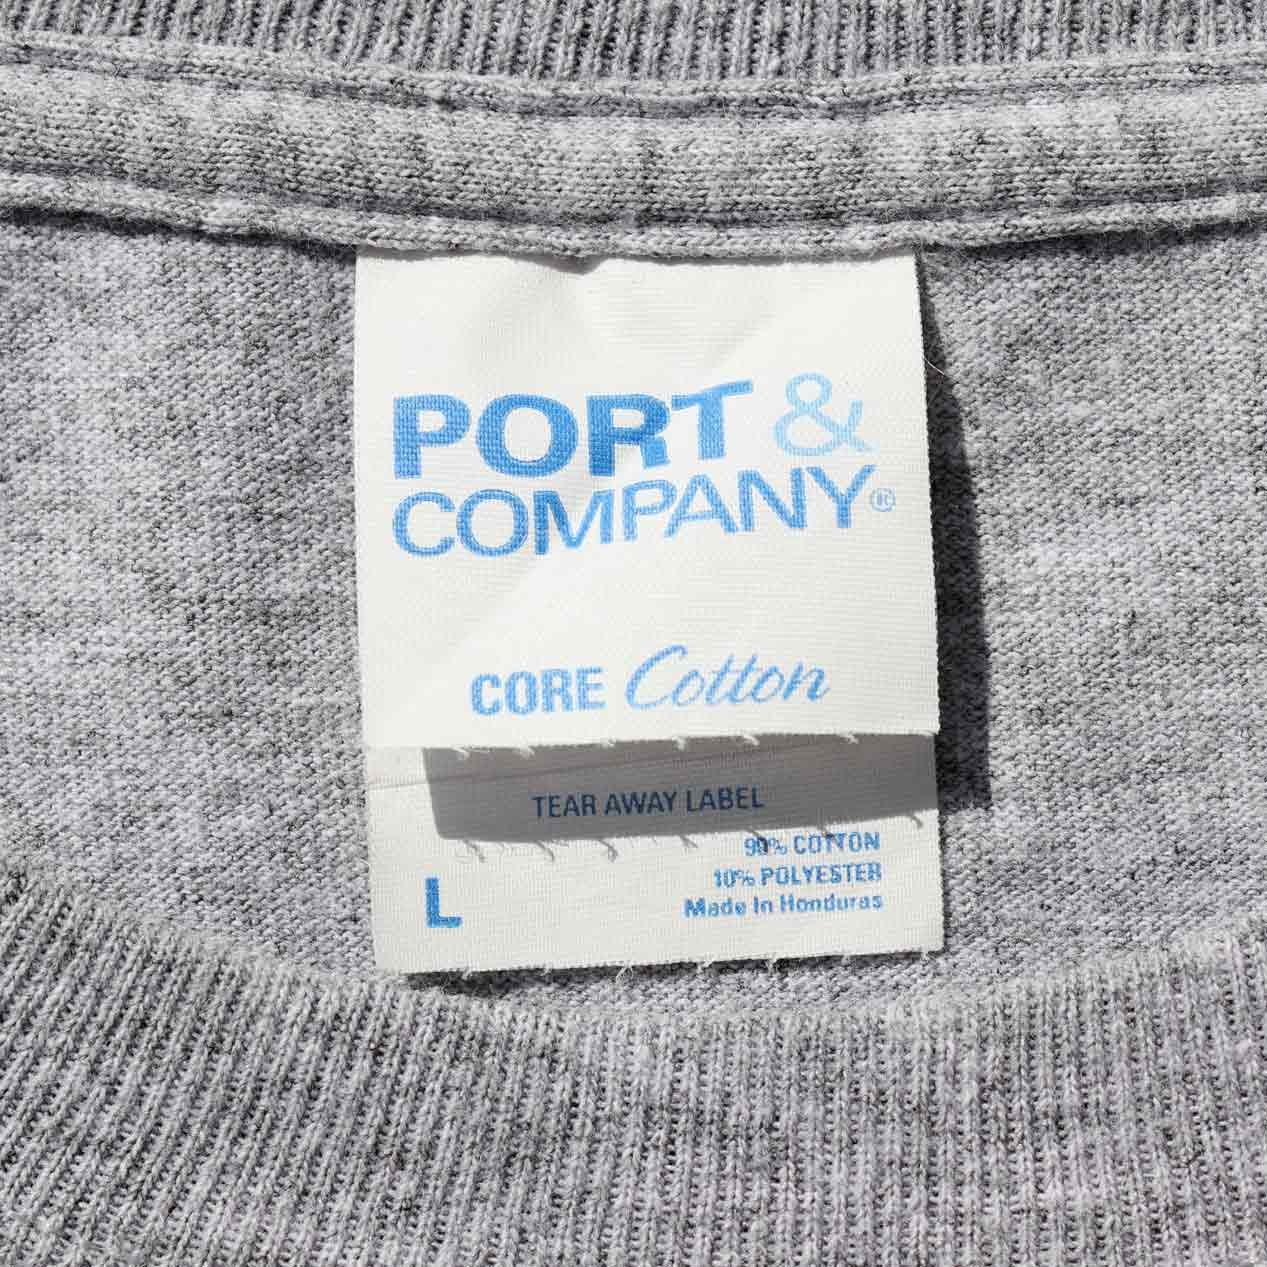 PORT &
COMPANY®
CORE Cotton
TEAR AWAY LABEL
90% COTTON
10% POLYESTER
L
Made In Honduras